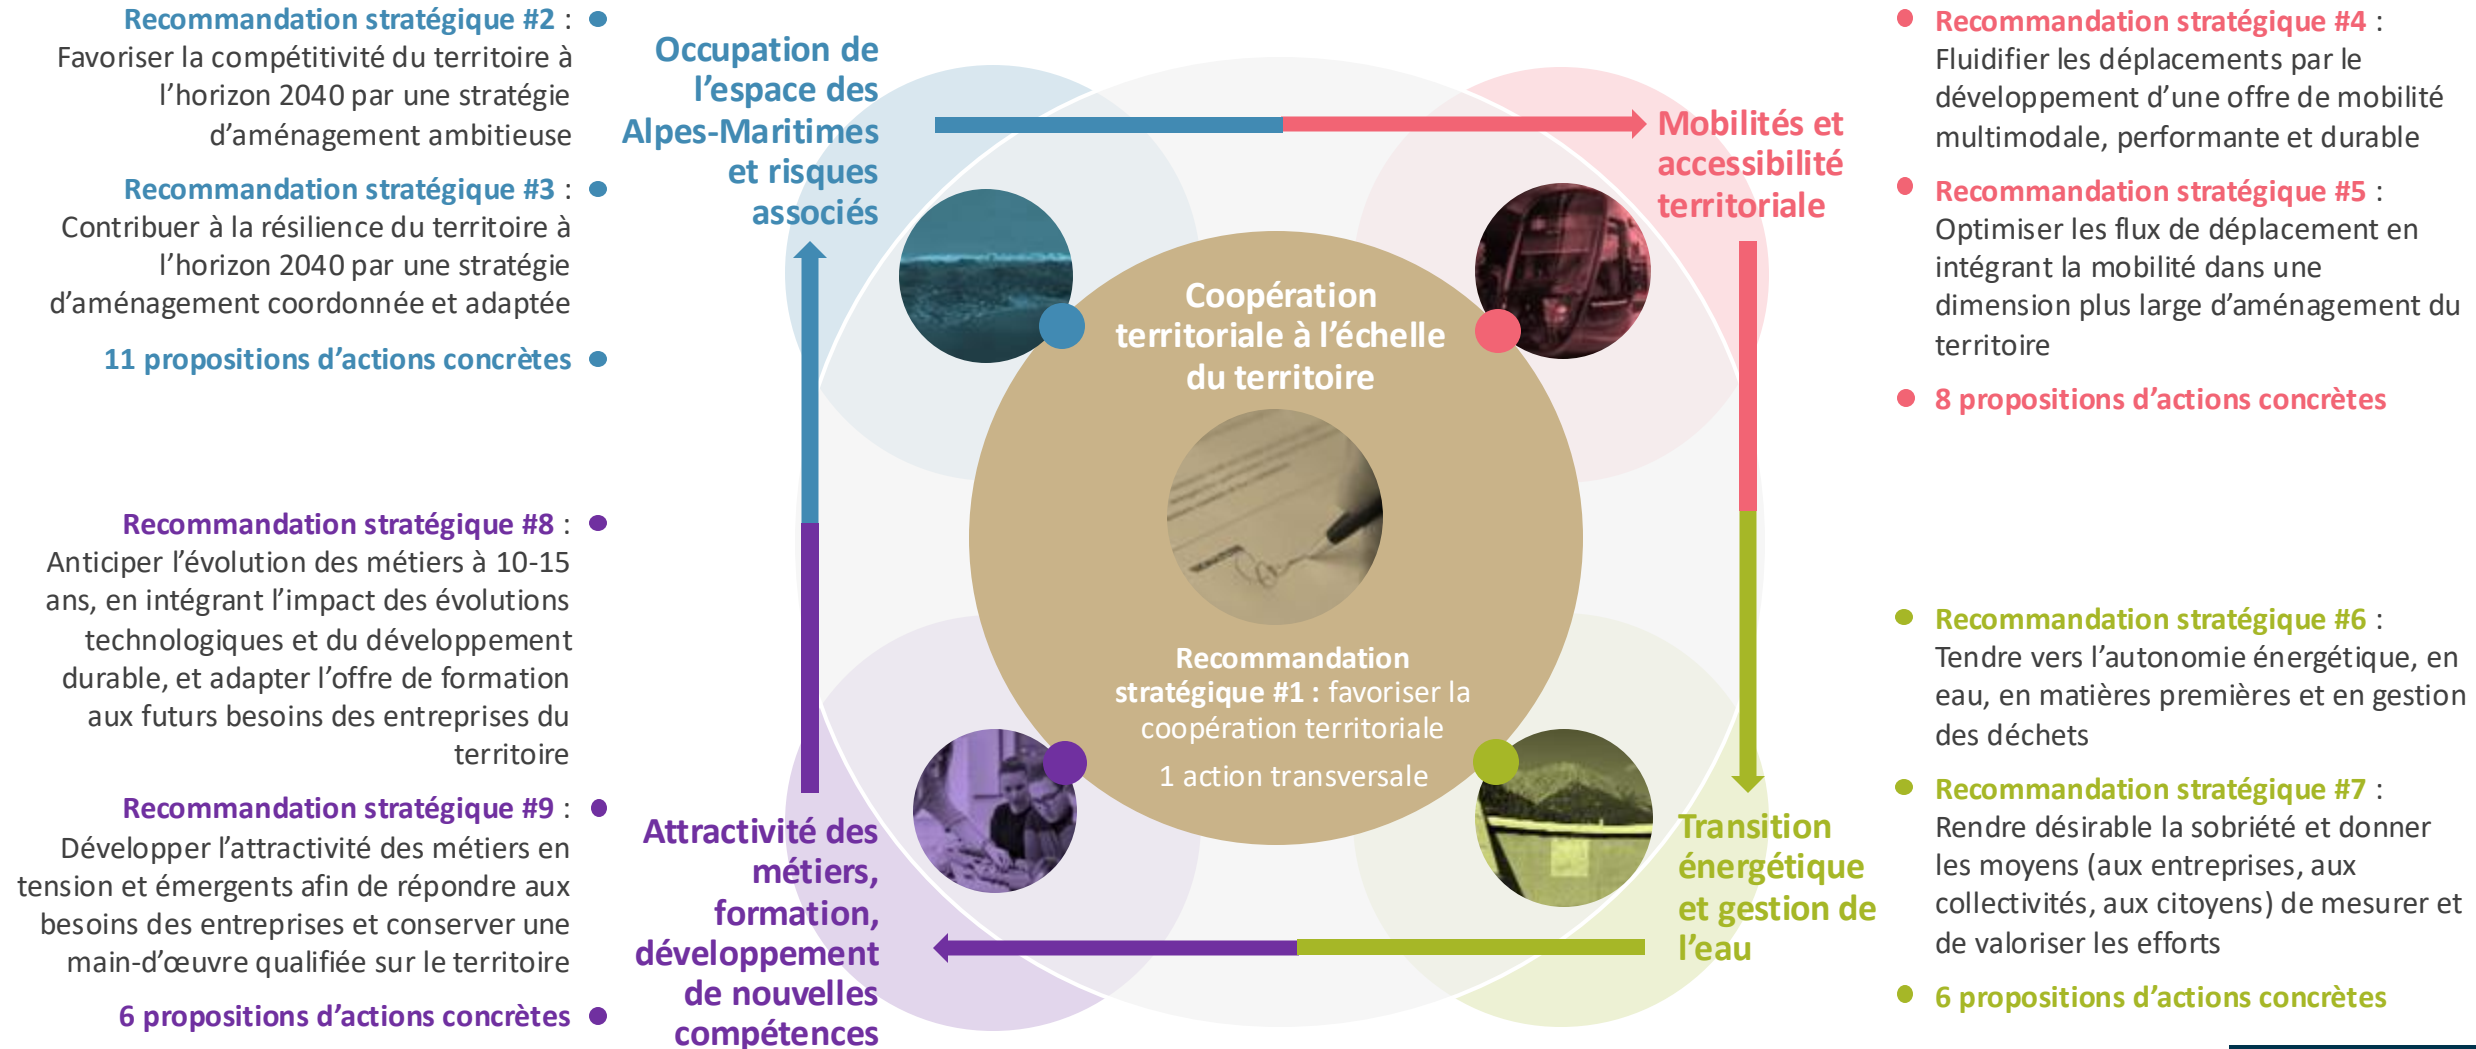 Recommandation stratégique #2 :
Favoriser la compétitivité du territoire à
l’horizon 2040 par une stratégie
d’aménagement ambitieuse
Recommandation stratégique #3 :
Contribuer à la résilience du territoire à
l’horizon 2040 par une stratégie
d’aménagement coordonnée et adaptée
11 propositions d’actions concrètes
Occupation de
l’espace des
Alpes-Maritimes
et risques
associés
Mobilités et
accessibilité
territoriale
Recommandation stratégique #4 :
Fluidifier les déplacements par le
développement d’une offre de mobilité
multimodale, performante et durable
Recommandation stratégique #5 :
Optimiser les flux de déplacement en
intégrant la mobilité dans une
dimension plus large d’aménagement du
territoire
8 propositions d’actions concrètes
Coopération
territoriale à l’échelle
du territoire
Recommandation
stratégique #1 : favoriser la
coopération territoriale
1 action transversale
Recommandation stratégique #8 :
Anticiper l’évolution des métiers à 10-15
ans, en intégrant l’impact des évolutions
technologiques et du développement
durable, et adapter l’offre de formation
aux futurs besoins des entreprises du
territoire
Recommandation stratégique #9 :
Développer l’attractivité des métiers en
tension et émergents afin de répondre aux
besoins des entreprises et conserver une
main-d’œuvre qualifiée sur le territoire
6 propositions d’actions concrètes
Attractivité des
métiers,
formation,
développement
de nouvelles
compétences
Transition
énergétique
et gestion de
l’eau
Recommandation stratégique #6 :
Tendre vers l’autonomie énergétique, en
eau, en matières premières et en gestion
des déchets
Recommandation stratégique #7 :
Rendre désirable la sobriété et donner
les moyens (aux entreprises, aux
collectivités, aux citoyens) de mesurer et
de valoriser les efforts
6 propositions d’actions concrètes